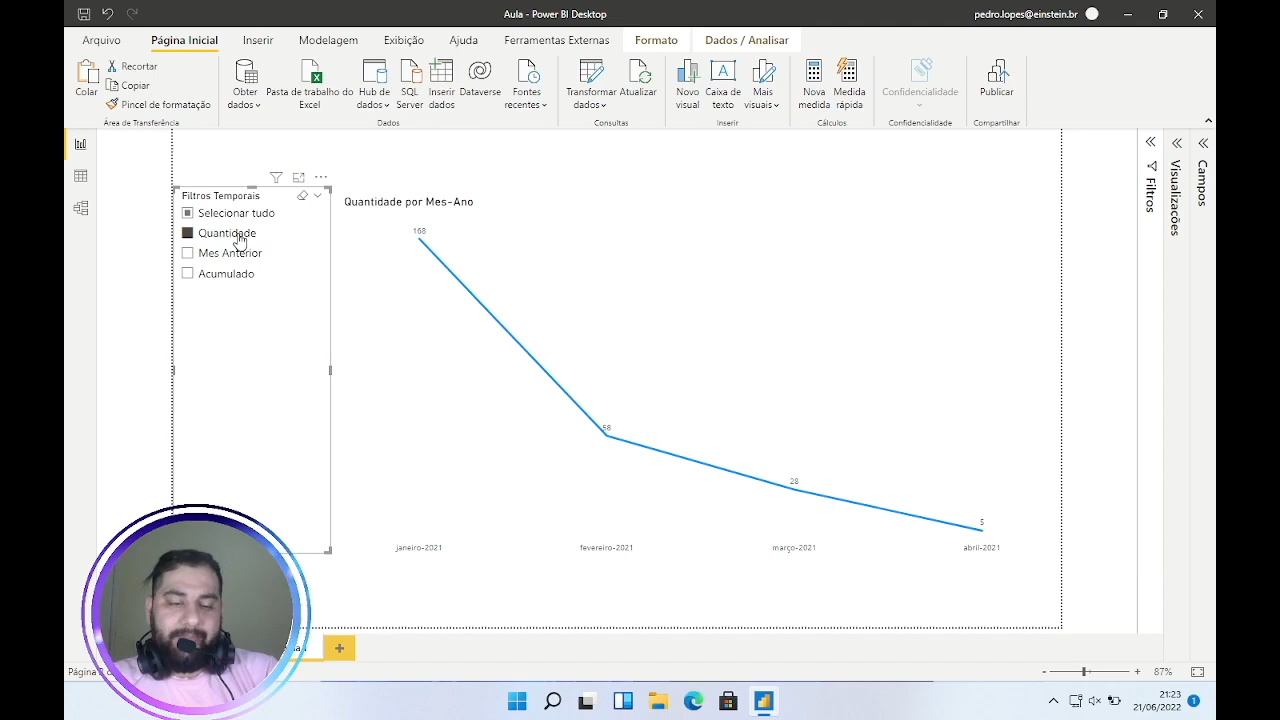 Aula - Power BI Desktop
pedro.lopes@einstein.br
Arquivo
Página Inicial
Inserir
Modelagem
Exibição
Ajuda
Ferramentas Externas
Formato
Dados / Analisar
Colar
Recortar
Copiar
Pincel de formatação
Área de Transferência
Obter dados
Pasta de trabalho do Excel
Hub de dados
SQL Server
Inserir dados
Dataverse
Fontes recentes
Dados
Transformar dados
Atualizar
Consultas
Novo visual
Caixa de texto
Mais visuais
Inserir
Nova medida
Medida rápida
Cálculos
Confidencialidade
Confidencialidade
Publicar
Compartilhar
Filtros Temporais
Selecionar tudo
Quantidade
Mes Anterior
Acumulado
Quantidade por Mes-Ano
168
58
28
5
janeiro-2021
fevereiro-2021
março-2021
abril-2021
Filtros
Visualizações
Campos
Página
87%
21:23
21/06/2022
1